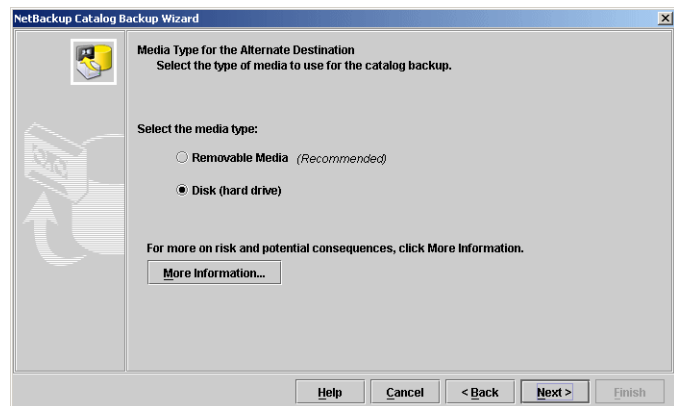 NetBackup Catalog Backup Wizard
Media Type for the Alternate Destination
Select the type of media to use for the catalog backup.
Select the media type:
Removable Media (Recommended)
Disk (hard drive)
For more on risk and potential consequences, click More Information.
More Information...
Help Cancel < Back Next > Finish